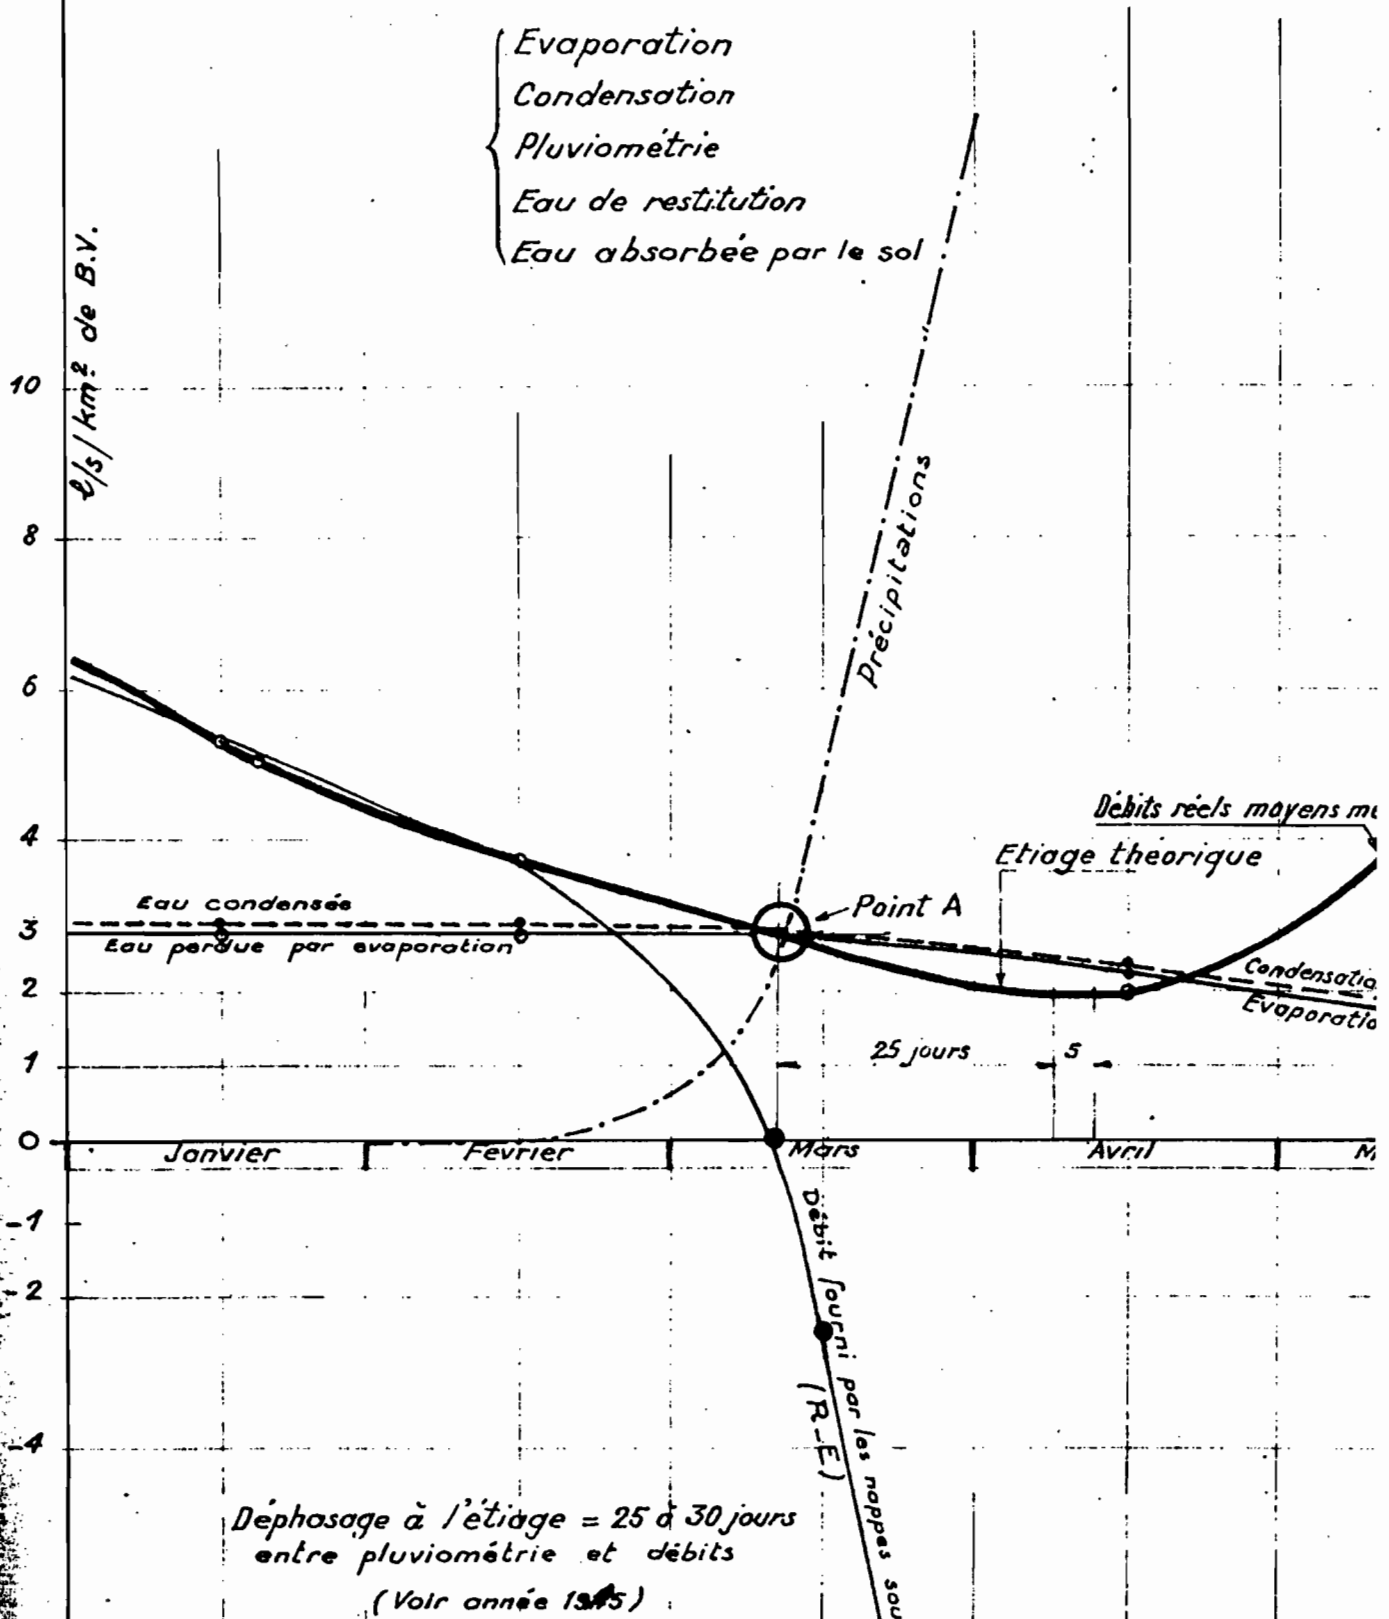 Evaporation
Condensation
Pluviométrie
Eau de restitution
Eau absorbée par le sol
l/s/km² de B.V.
10
8
6
4
3
2
1
0
-1
-2
-4
Précipitations
Débits réels moyens
Etiage théorique
Point A
Eau condensée
Eau perdue par evaporation
Condensatio
Evaporatio
25 jours
5
Janvier
Fevrier
Mars
Avril
M
Débit fourni par les nappes sou
(R-E)
Déphasage à l'étiage = 25 à 30 jours
entre pluviométrie et débits
(Voir année